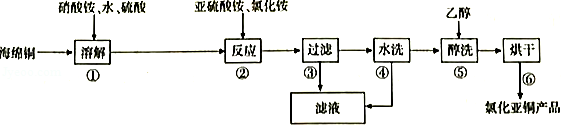 硝酸铵、水、硫酸
亚硫酸铵、氯化铵
乙醇
海绵铜
溶解
反应
过滤
水洗
醇洗
烘干
①
②
③
④
⑤
⑥
滤液
氯化亚铜产品